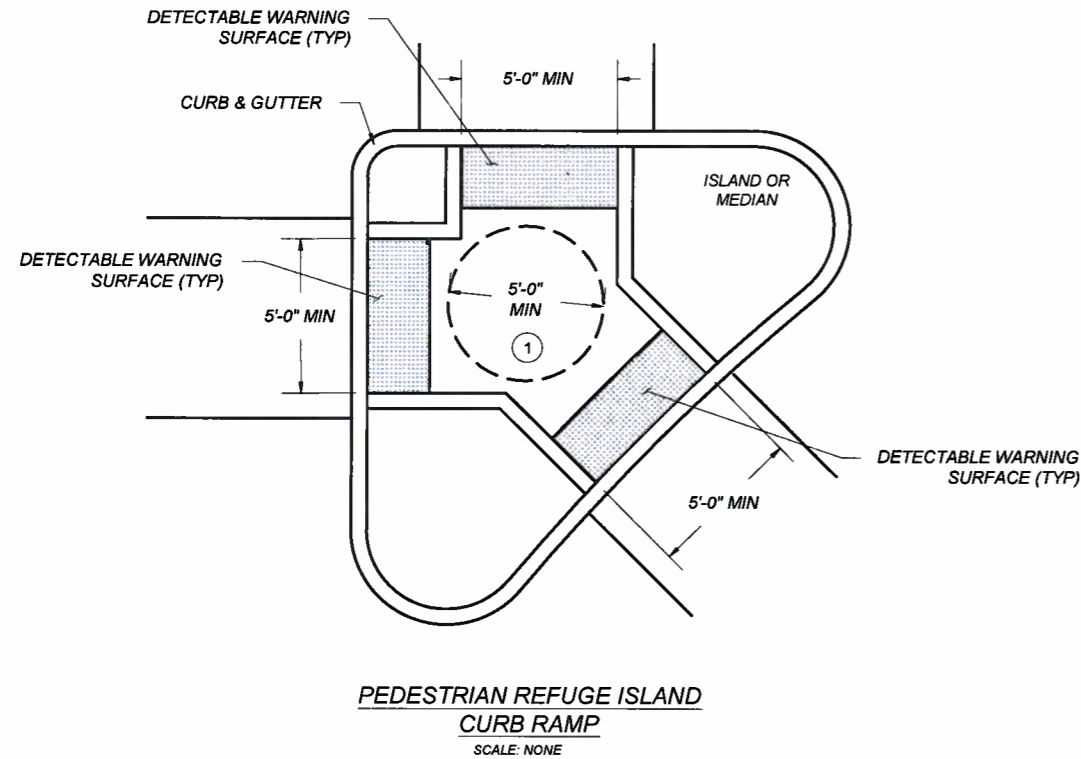 DETECTABLE WARNING
SURFACE (TYP)
5'-0" MIN
CURB & GUTTER
ISLAND OR
MEDIAN
DETECTABLE WARNING
SURFACE (TYP)
5'-0" MIN
5'-0"
MIN
1
DETECTABLE WARNING
SURFACE (TYP)
5'-0" MIN
PEDESTRIAN REFUGE ISLAND
CURB RAMP
SCALE: NONE